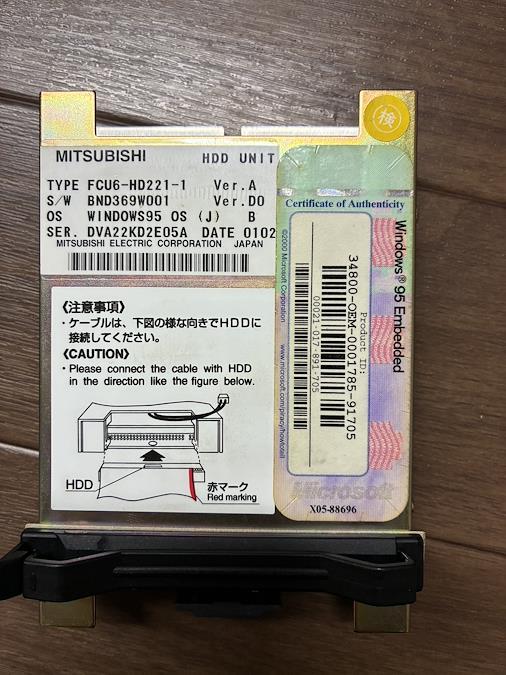 検
MITSUBISHI HDD UNIT
TYPE FCU6-HD221-1 Ver.A
S/W BND369W001 Ver.D0
OS WINDOWS95 OS (J) B
SER. DVA22KD2E05A DATE 0102
MITSUBISHI ELECTRIC CORPORATION JAPAN
《注意事項》
・ケーブルは、下図の様な向きでHDDに
接続してください。
《CAUTION》
・Please connect the cable with HDD
in the direction like the figure below.
HDD
赤マーク
Red marking
Certificate of Authenticity
Windows® 95 Embedded
Product ID:
34800-OEM-0001785-91705
00021-017-891-705
©2000 Microsoft Corporation
www.microsoft.com/piracy/howtotell
Microsoft
X05-88696